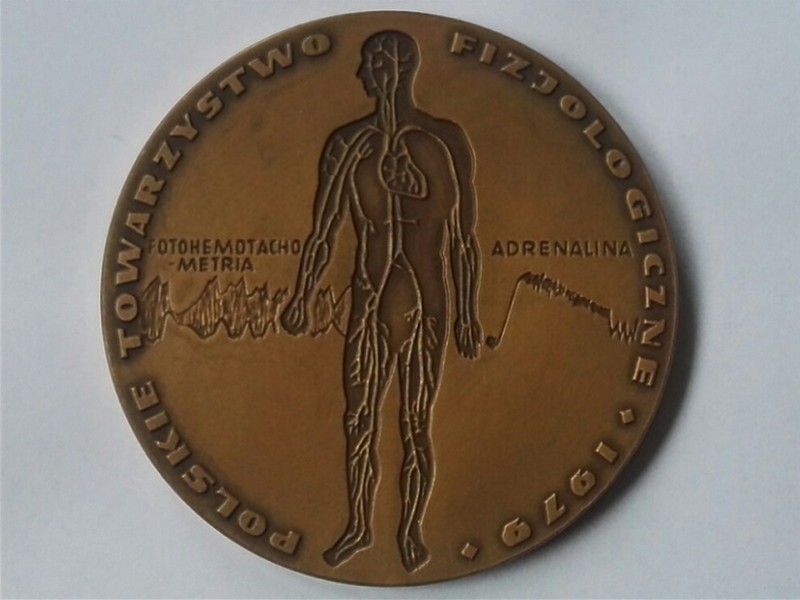 POLSKIE TOWARZYSTWO FIZJOLOGICZNE ♦ 1979 ♦
FOTOHEMOTACHO
-METRIA
ADRENALINA